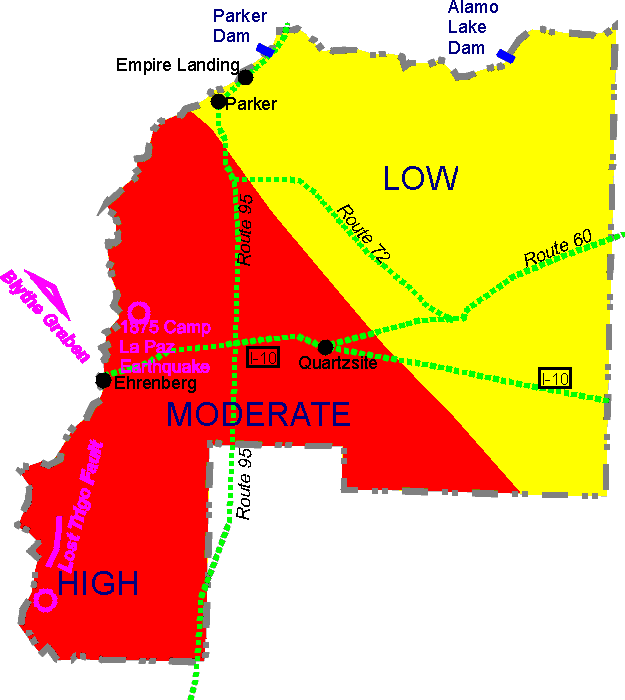 Parker
Dam
Alamo
Lake
Dam
Empire Landing
Parker
LOW
Route 95
Route 72
Route 60
Blythe Graben
1875 Camp
La Paz
Earthquake
I-10
Quartzsite
I-10
Ehrenberg
MODERATE
Route 95
Lost Trigo Fault
HIGH